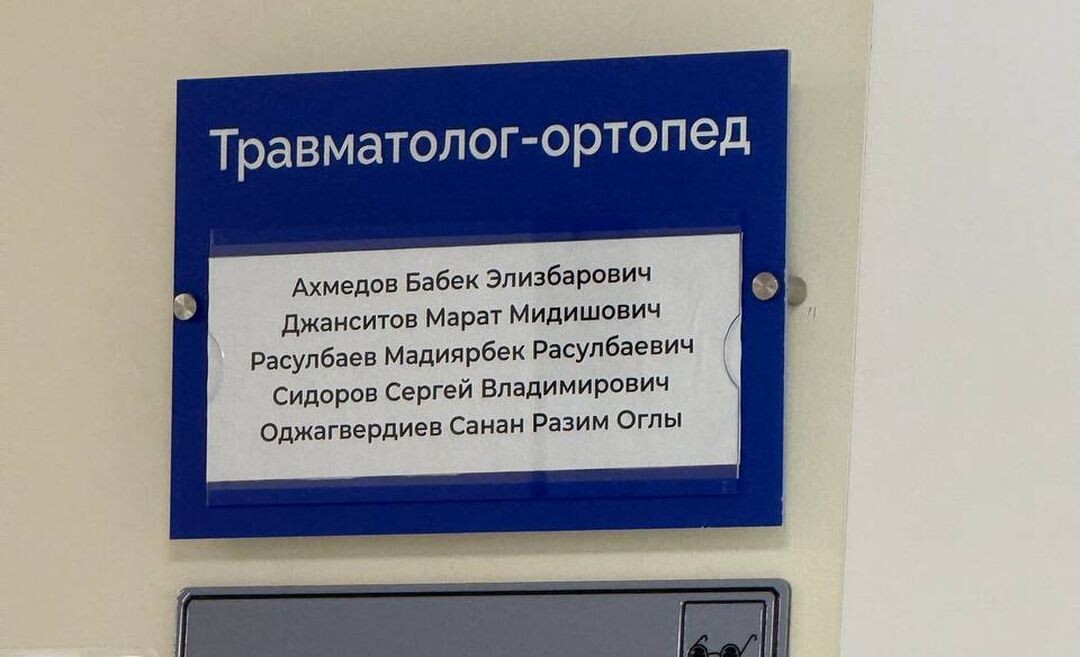 Травматолог-ортопед
Ахмедов Бабек Элизбарович
Джанситов Марат Мидишович
Расулбаев Мадиярбек Расулбаевич
Сидоров Сергей Владимирович
Оджагвердиев Санан Разим Оглы